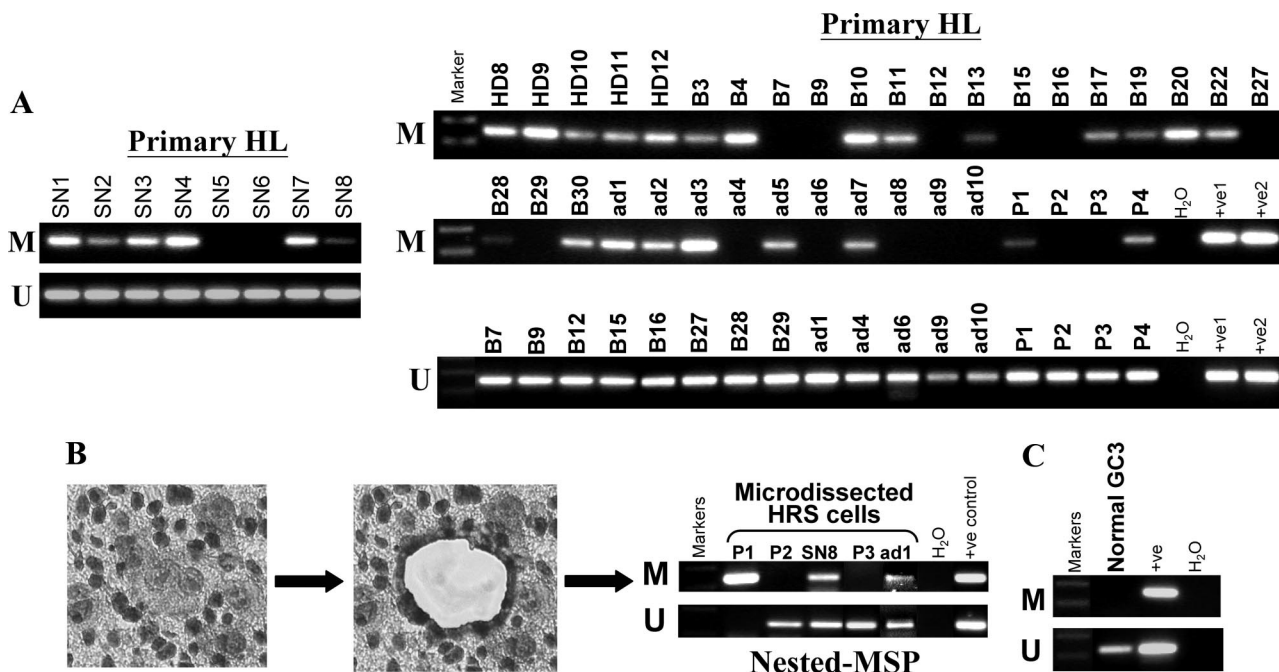 A
Primary HL
SN1 SN2 SN3 SN4 SN5 SN6 SN7 SN8
M
U
Primary HL
Marker HD8 HD9 HD10 HD11 HD12 B3 B4 B7 B9 B10 B11 B12 B13 B15 B16 B17 B19 B20 B22 B27
M
B28 B29 B30 ad1 ad2 ad3 ad4 ad5 ad6 ad7 ad8 ad9 ad10 P1 P2 P3 P4 H₂O +ve1 +ve2
M
B7 B9 B12 B15 B16 B27 B28 B29 ad1 ad4 ad6 ad9 ad10 P1 P2 P3 P4 H₂O +ve1 +ve2
U
B
Microdissected
HRS cells
Markers P1 P2 SN8 P3 ad1 H₂O +ve control
M
U
Nested-MSP
C
Markers Normal GC3 +ve H₂O
M
U